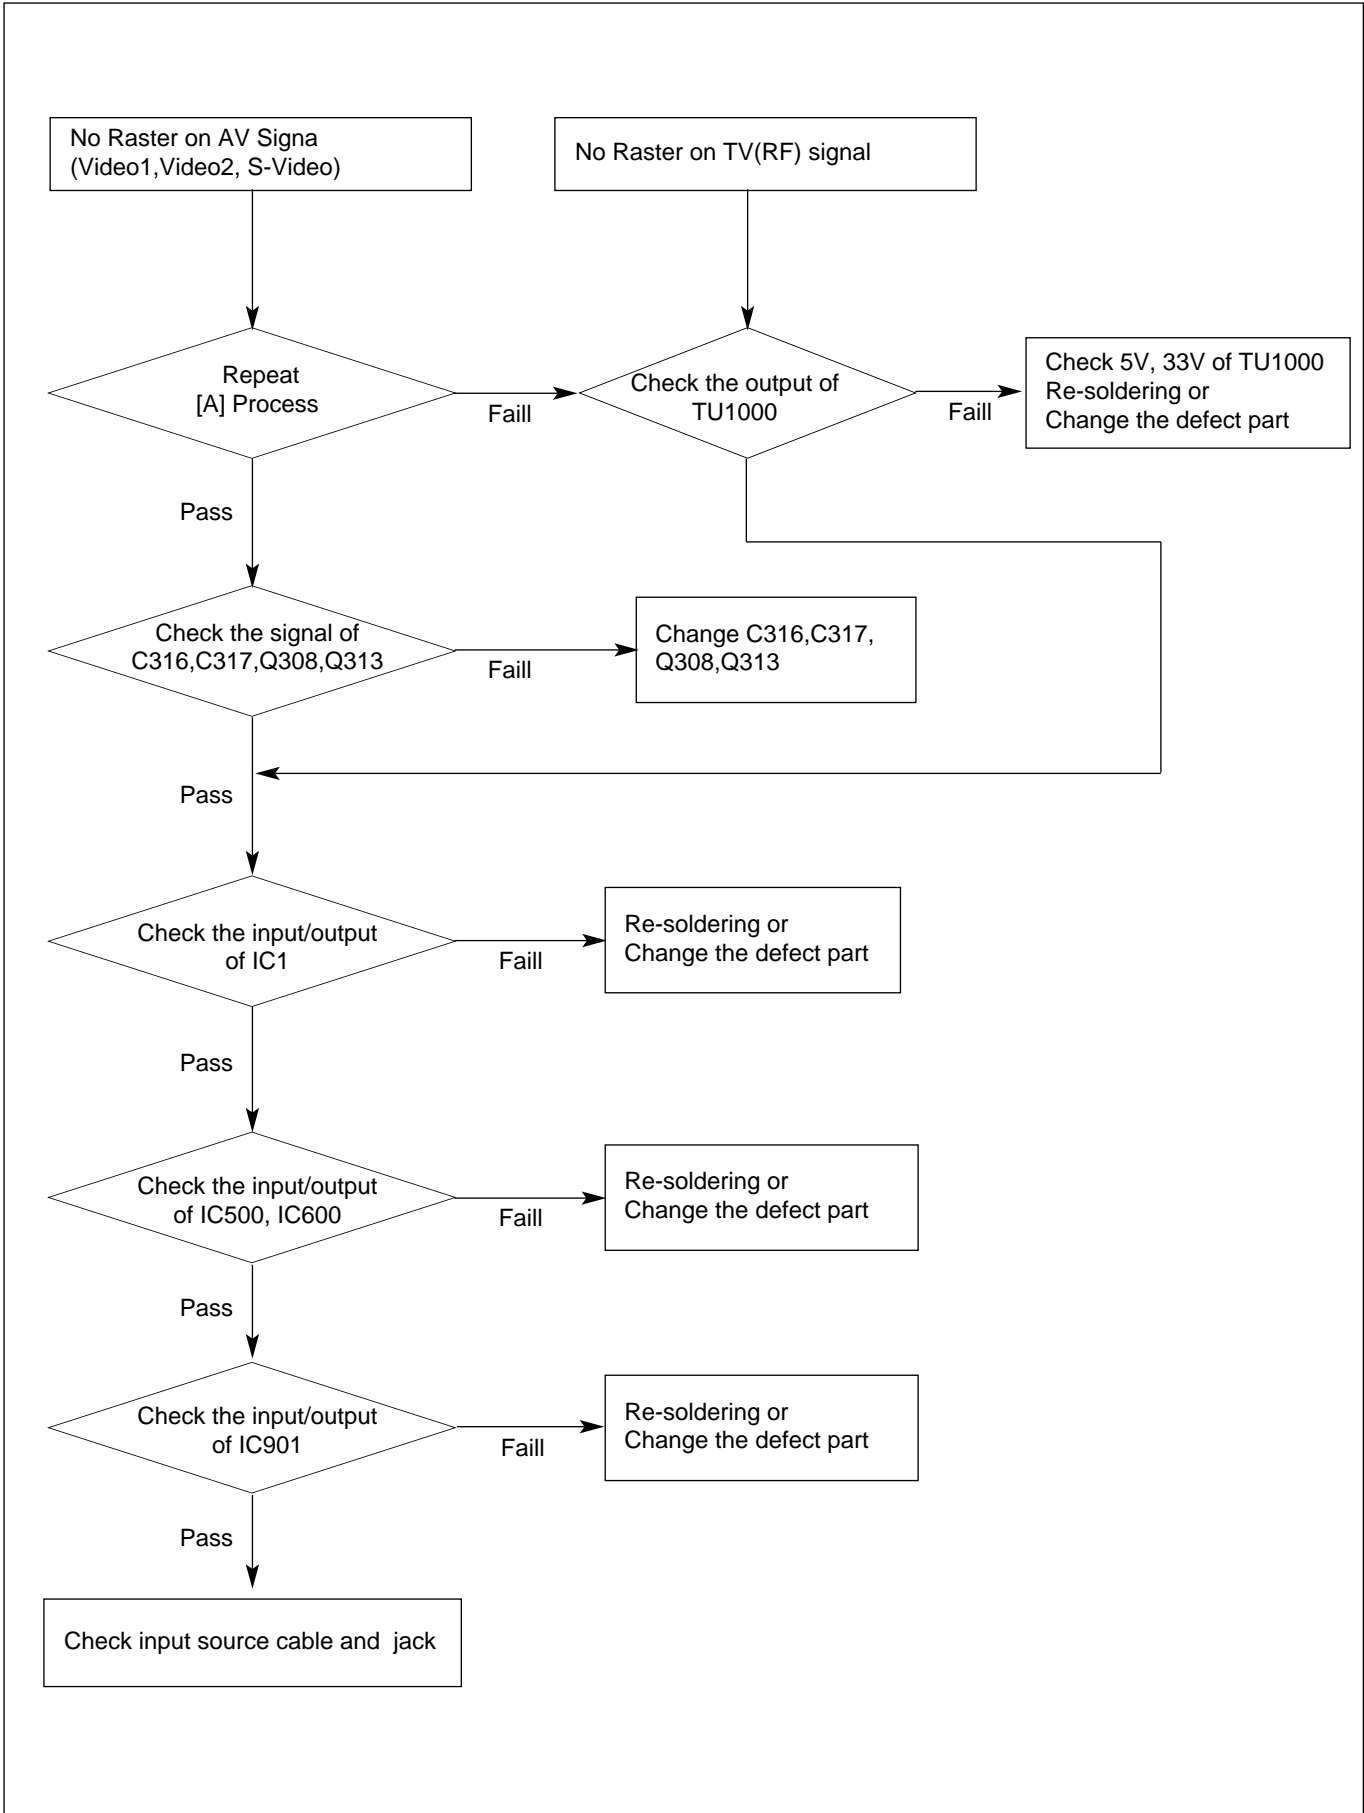 No Raster on AV Signa
(Video1,Video2, S-Video)
No Raster on TV(RF) signal
Repeat
[A] Process
Faill
Check the output of
TU1000
Faill
Check 5V, 33V of TU1000
Re-soldering or
Change the defect part
Pass
Check the signal of
C316,C317,Q308,Q313
Faill
Change C316,C317,
Q308,Q313
Pass
Check the input/output
of IC1
Faill
Re-soldering or
Change the defect part
Pass
Check the input/output
of IC500, IC600
Faill
Re-soldering or
Change the defect part
Pass
Check the input/output
of IC901
Faill
Re-soldering or
Change the defect part
Pass
Check input source cable and  jack